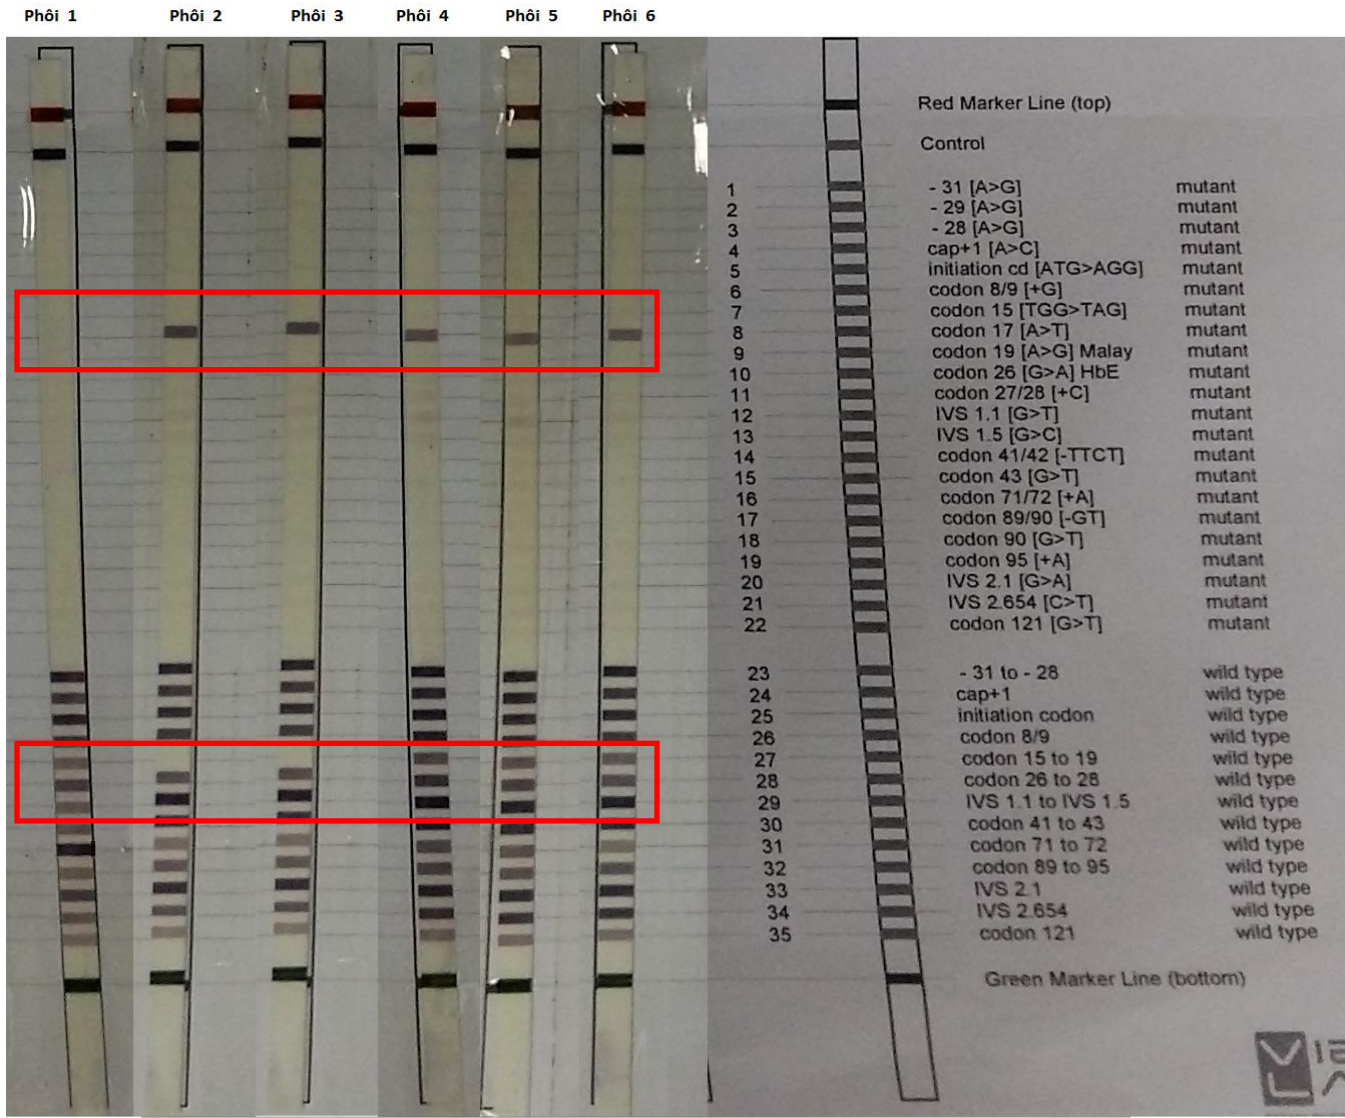 Phôi 1 Phôi 2 Phôi 3 Phôi 4 Phôi 5 Phôi 6
Red Marker Line (top)
Control
1 - 31 [A>G] mutant
2 - 29 [A>G] mutant
3 - 28 [A>G] mutant
4 cap+1 [A>C] mutant
5 initiation cd [ATG>AGG] mutant
6 codon 8/9 [+G] mutant
7 codon 15 [TGG>TAG] mutant
8 codon 17 [A>T] mutant
9 codon 19 [A>G] Malay mutant
10 codon 26 [G>A] HbE mutant
11 codon 27/28 [+C] mutant
12 IVS 1.1 [G>T] mutant
13 IVS 1.5 [G>C] mutant
14 codon 41/42 [-TTCT] mutant
15 codon 43 [G>T] mutant
16 codon 71/72 [+A] mutant
17 codon 89/90 [-GT] mutant
18 codon 90 [G>T] mutant
19 codon 95 [+A] mutant
20 IVS 2.1 [G>A] mutant
21 IVS 2.654 [C>T] mutant
22 codon 121 [G>T] mutant
23 - 31 to - 28 wild type
24 cap+1 wild type
25 initiation codon wild type
26 codon 8/9 wild type
27 codon 15 to 19 wild type
28 codon 26 to 28 wild type
29 IVS 1.1 to IVS 1.5 wild type
30 codon 41 to 43 wild type
31 codon 71 to 72 wild type
32 codon 89 to 95 wild type
33 IVS 2.1 wild type
34 IVS 2.654 wild type
35 codon 121 wild type
Green Marker Line (bottom)